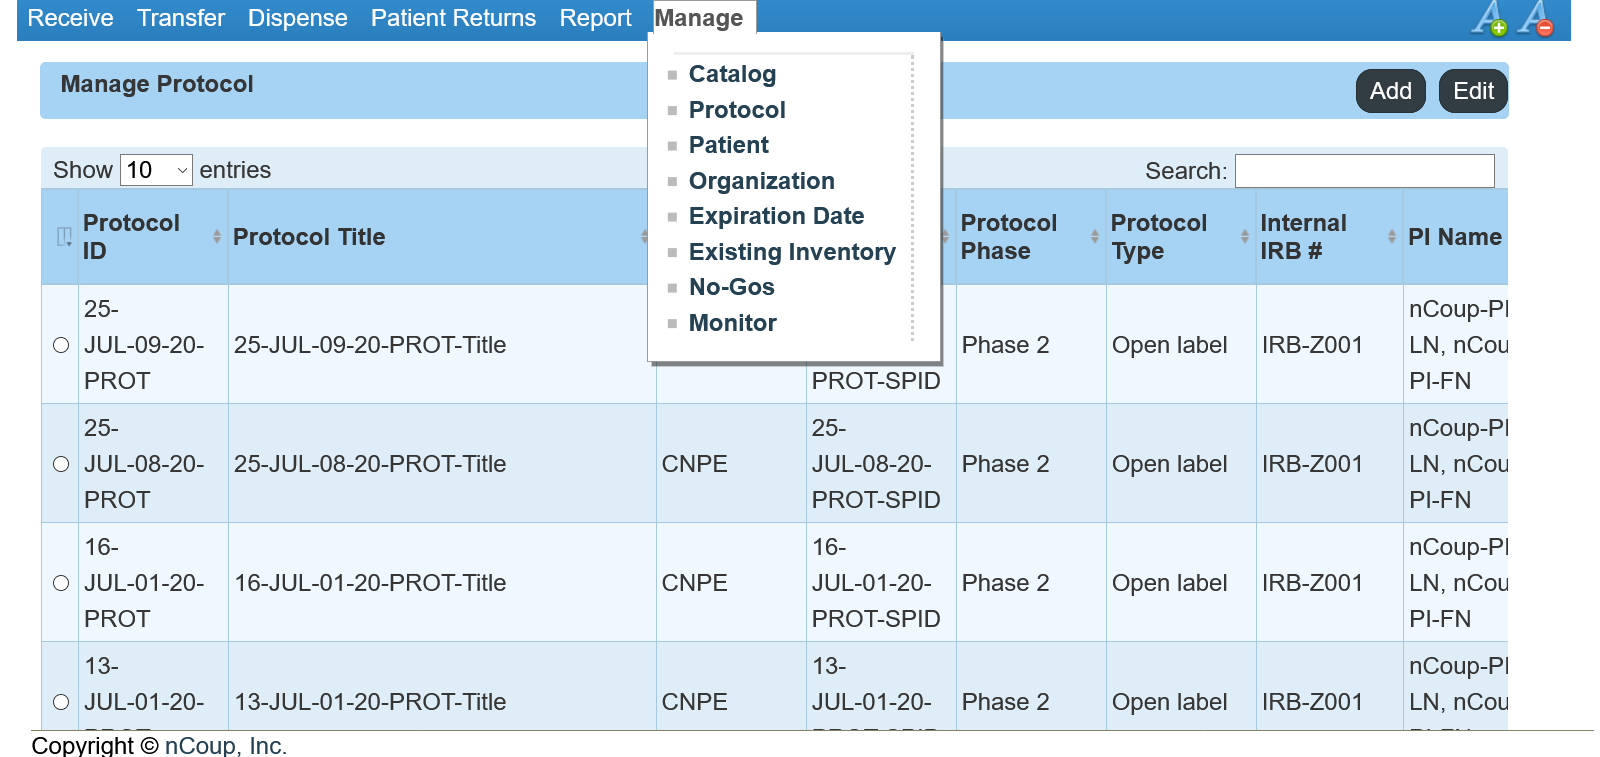 Receive Transfer Dispense Patient Returns Report Manage
Catalog
Protocol
Patient
Organization
Expiration Date
Existing Inventory
No-Gos
Monitor
Manage Protocol
Add Edit
Show 10 entries
Search:
Protocol ID
Protocol Title
Protocol Phase
Protocol Type
Internal IRB #
PI Name
25-
JUL-09-20-
PROT
25-JUL-09-20-PROT-Title
PROT-SPID
Phase 2
Open label
IRB-Z001
nCoup-PI
LN, nCou
PI-FN
25-
JUL-08-20-
PROT
25-JUL-08-20-PROT-Title
CNPE
25-
JUL-08-20-
PROT-SPID
Phase 2
Open label
IRB-Z001
nCoup-PI
LN, nCou
PI-FN
16-
JUL-01-20-
PROT
16-JUL-01-20-PROT-Title
CNPE
16-
JUL-01-20-
PROT-SPID
Phase 2
Open label
IRB-Z001
nCoup-PI
LN, nCou
PI-FN
13-
JUL-01-20-
13-JUL-01-20-PROT-Title
CNPE
13-
JUL-01-20-
Phase 2
Open label
IRB-Z001
nCoup-PI
LN, nCou
Copyright © nCoup, Inc.